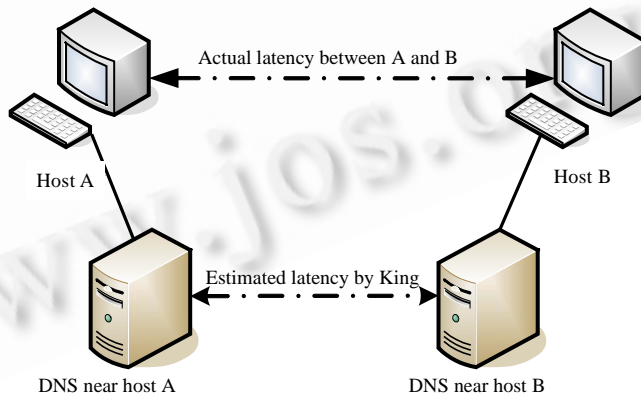 Actual latency between A and B
Host A
Host B
Estimated latency by King
DNS near host A
DNS near host B
www.jos.org